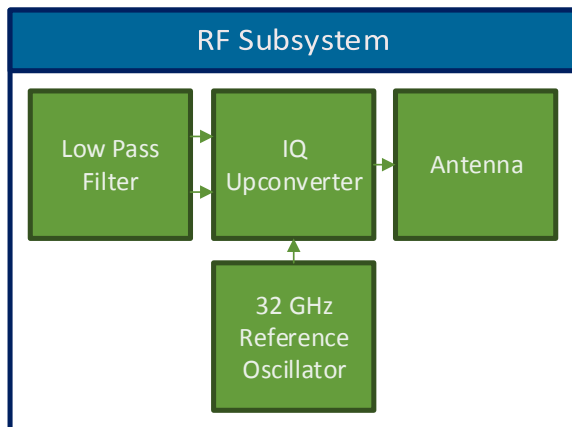 RF Subsystem
Low Pass
Filter
IQ
Upconverter
Antenna
32 GHz
Reference
Oscillator